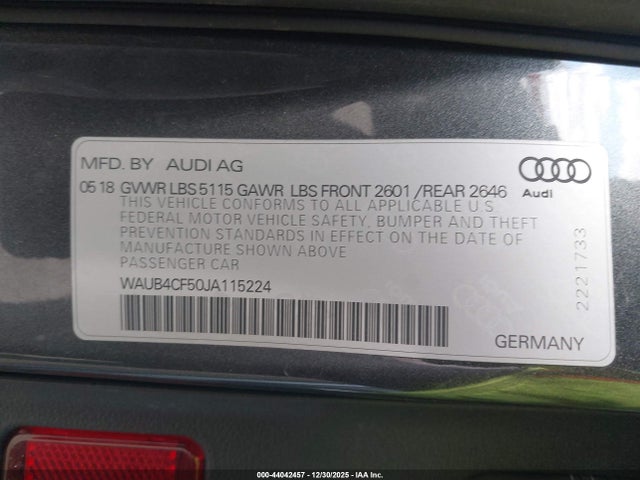 MFD. BY AUDI AG
05 18 GVWR LBS 5115 GAWR LBS FRONT 2601 /REAR 2646
THIS VEHICLE CONFORMS TO ALL APPLICABLE U.S
FEDERAL MOTOR VEHICLE SAFETY, BUMPER AND THEFT
PREVENTION STANDARDS IN EFFECT ON THE DATE OF
MANUFACTURE SHOWN ABOVE
PASSENGER CAR
WAUB4CF50JA115224
Audi
2221733
GERMANY
000-44042457 - 12/30/2025 - IAA Inc.